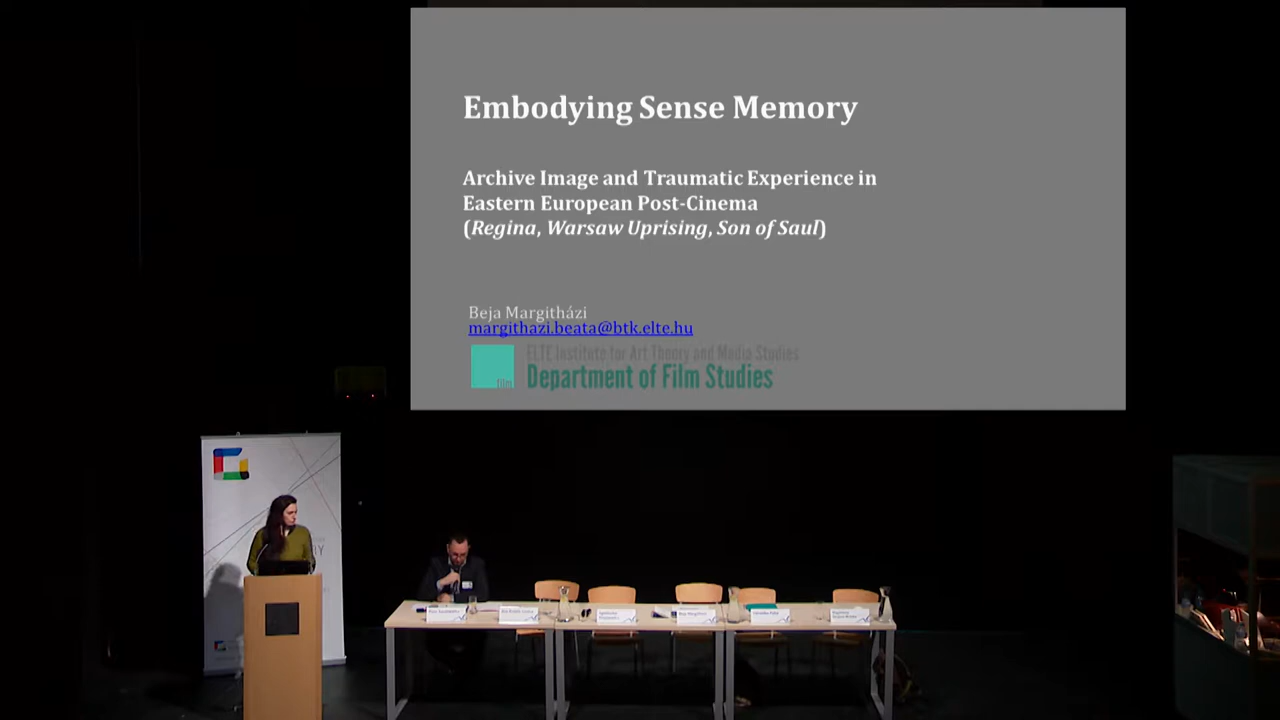 Embodying Sense Memory
Archive Image and Traumatic Experience in
Eastern European Post-Cinema
(Regina, Warsaw Uprising, Son of Saul)
Beja Margitházi
margithazi.beata@btk.elte.hu
ELTE Institute for Art Theory and Media Studies
film
Department of Film Studies